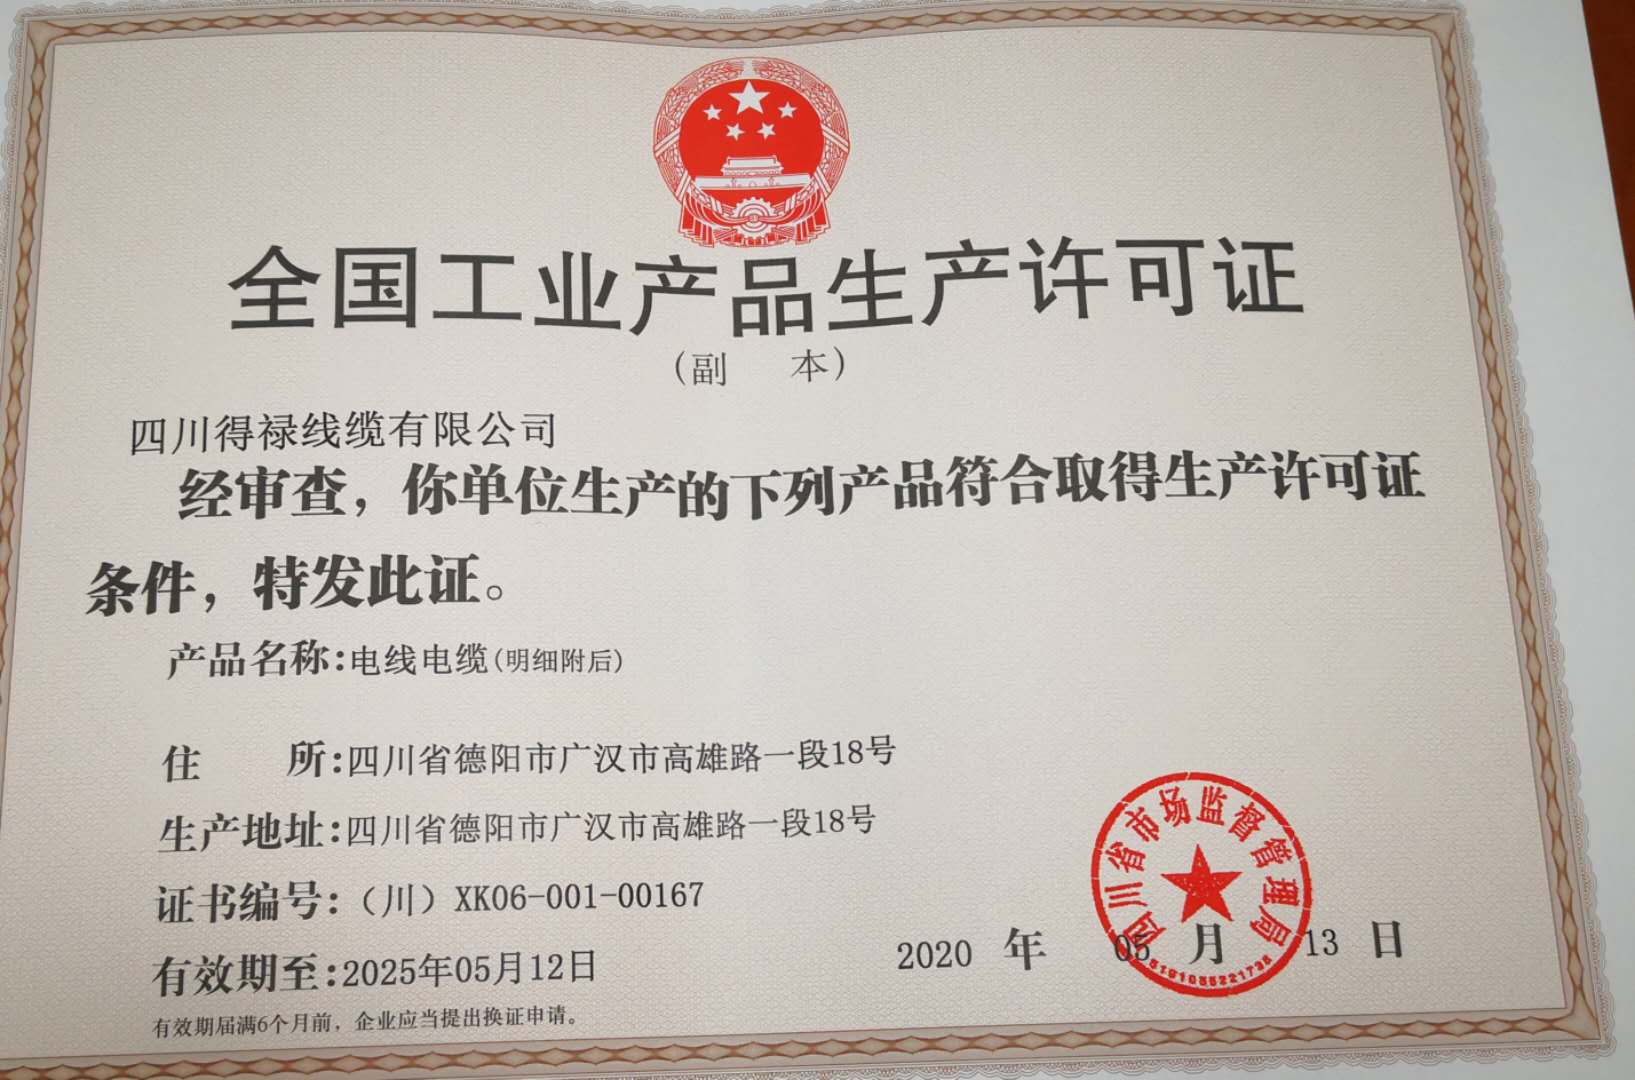 全国工业产品生产许可证
（副 本）
四川得禄线缆有限公司
经审查，你单位生产的下列产品符合取得生产许可证
条件，特发此证。
产品名称：电线电缆(明细附后)
住 所：四川省德阳市广汉市高雄路一段18号
生产地址：四川省德阳市广汉市高雄路一段18号
证书编号：（川）XK06-001-00167
有效期至：2025年05月12日
2020 年 05 月 13 日
四川省市场监督管理局
有效期届满6个月前，企业应当提出换证申请。